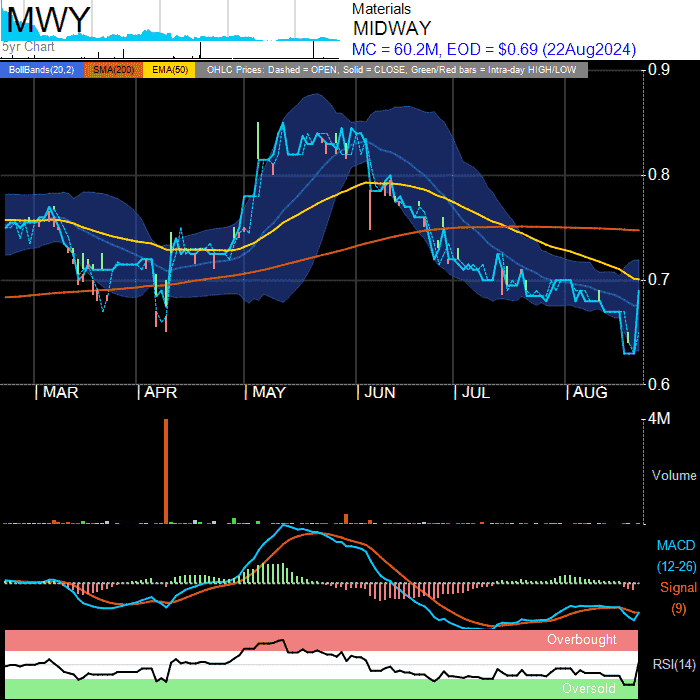 MWY
5yr Chart
Materials
MIDWAY
MC = 60.2M, EOD = $0.69 (22Aug2024)
BollBands(20,2) SMA(200) EMA(50) OHLC Prices: Dashed = OPEN, Solid = CLOSE, Green/Red bars = Intra-day HIGH/LOW
0.9
0.8
0.7
0.6
| MAR | APR | MAY | JUN | JUL | AUG
4M
Volume
MACD
(12-26)
Signal
(9)
Overbought
RSI(14)
Oversold